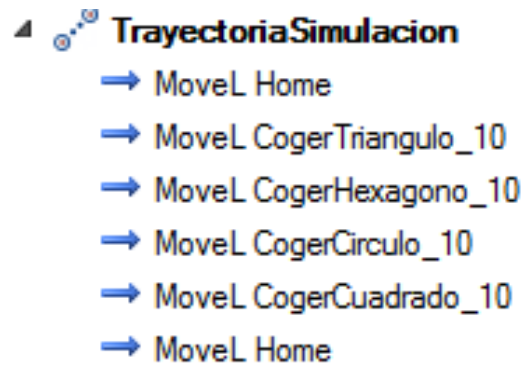 TrayectoriaSimulacion
MoveL Home
MoveL CogerTriangulo_10
MoveL CogerHexagono_10
MoveL CogerCirculo_10
MoveL CogerCuadrado_10
MoveL Home